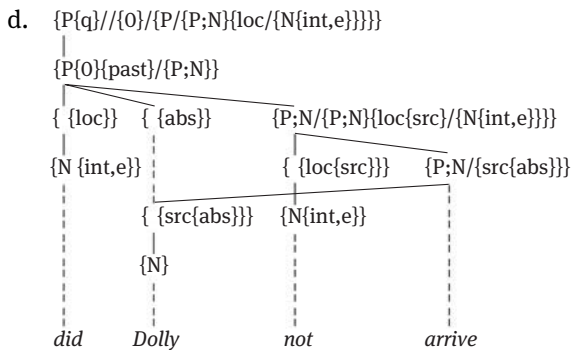 d. {P{q}//{0}/{P/{P;N}{loc/{N{int,e}}}}}
{P{0}{past}/{P;N}}
{ {loc}} { {abs}} {P;N/{P;N}{loc{src}/{N{int,e}}}}
{N {int,e}} { {loc{src}}} {P;N/{src{abs}}}
{ {src{abs}}} {N{int,e}}
{N}
did Dolly not arrive